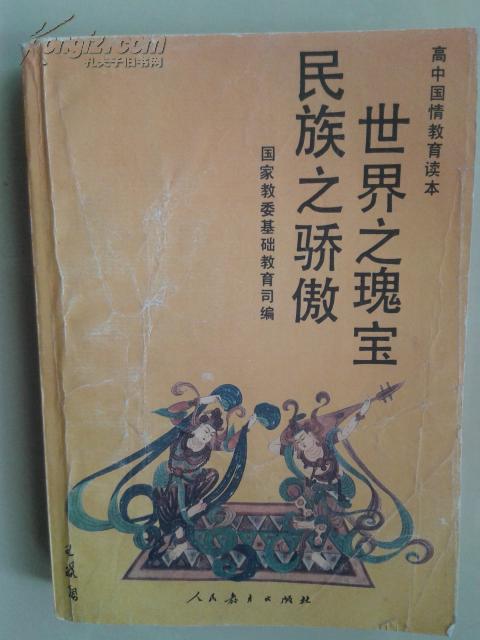 Kongfz.com
孔夫子旧书网
高中国情教育读本
世界之瑰宝
民族之骄傲
国家教委基础教育司编
人民教育出版社